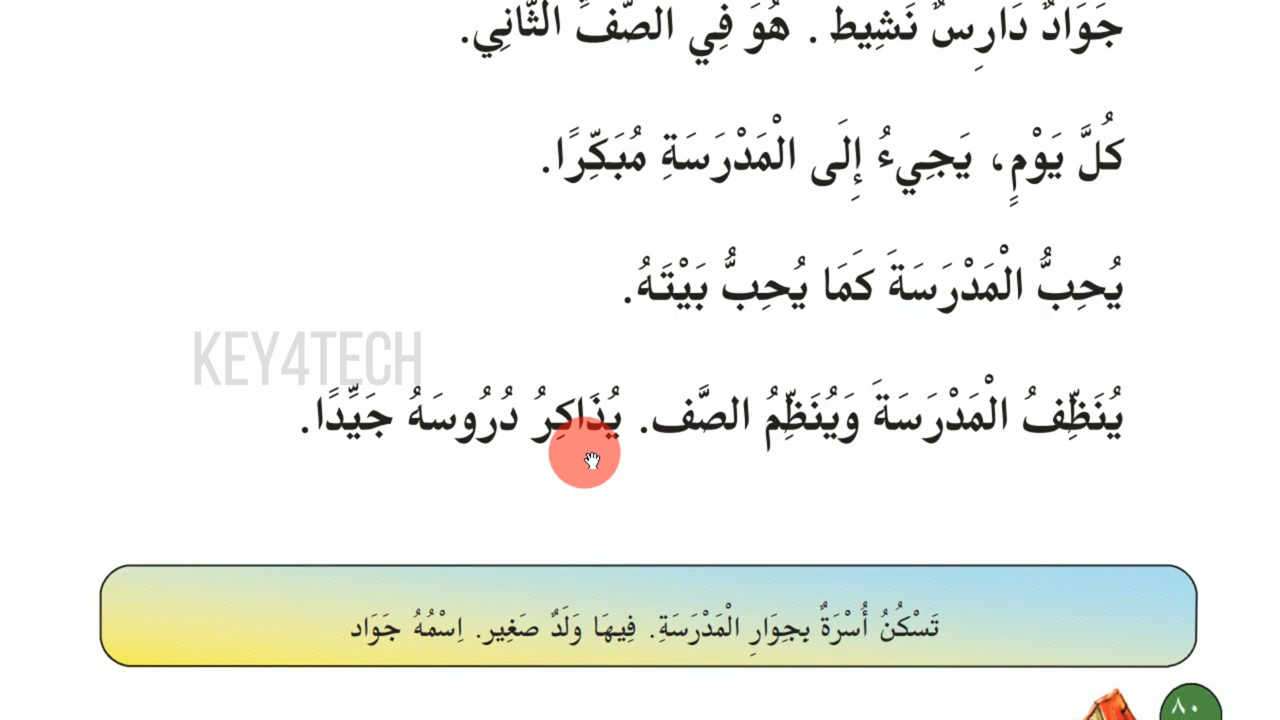 جَوَادٌ دَارِسٌ نَشِيط . هُوَ فِي الصَّفِّ الثَّانِي.
كُلَّ يَوْمٍ، يَجِيءُ إِلَى الْمَدْرَسَةِ مُبَكِّرًا.
يُحِبُّ الْمَدْرَسَةَ كَمَا يُحِبُّ بَيْتَهُ.
KEY4TECH
يُنَظِّفُ الْمَدْرَسَةَ وَيُنَظِّمُ الصَّف. يُذَاكِرُ دُرُوسَهُ جَيِّدًا.
تَسْكُنُ أُسْرَةٌ بِجِوَارِ الْمَدْرَسَةِ. فِيهَا وَلَدٌ صَغِير. اِسْمُهُ جَوَاد
٨٠